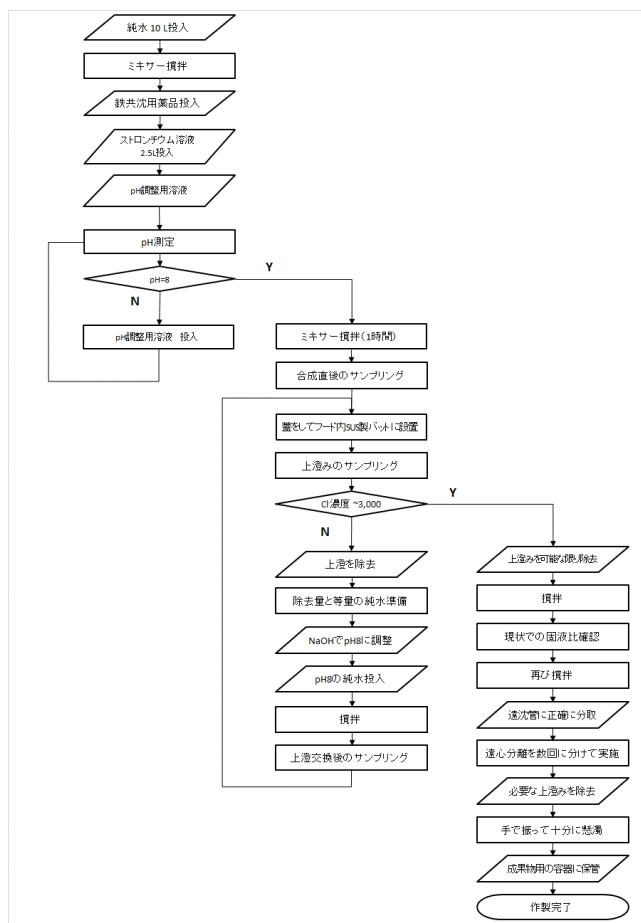 純水 10 L投入
ミキサー攪拌
鉄共沈用薬品投入
ストロンチウム溶液
2.5L投入
pH調整用溶液
pH測定
pH=8
Y
N
pH調整用溶液 投入
ミキサー攪拌(1時間)
合成直後のサンプリング
蓋をしてフード内SUS製バットに設置
上澄みのサンプリング
Cl濃度 ~3,000
Y
N
上澄を除去
除去量と等量の純水準備
NaOHでpH8に調整
pH8の純水投入
攪拌
上澄交換後のサンプリング
上澄みを可能な限り除去
攪拌
現状での固液比確認
再び攪拌
遠沈管に正確に分取
遠心分離を数回に分けて実施
必要な上澄みを除去
手で振って十分に懸濁
成果物用の容器に保管
作製完了